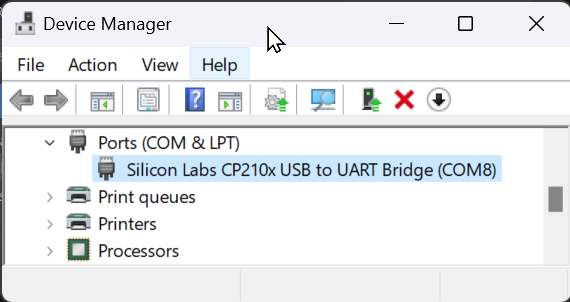 Device Manager
File Action View Help
Ports (COM & LPT)
Silicon Labs CP210x USB to UART Bridge (COM8)
Print queues
Printers
Processors